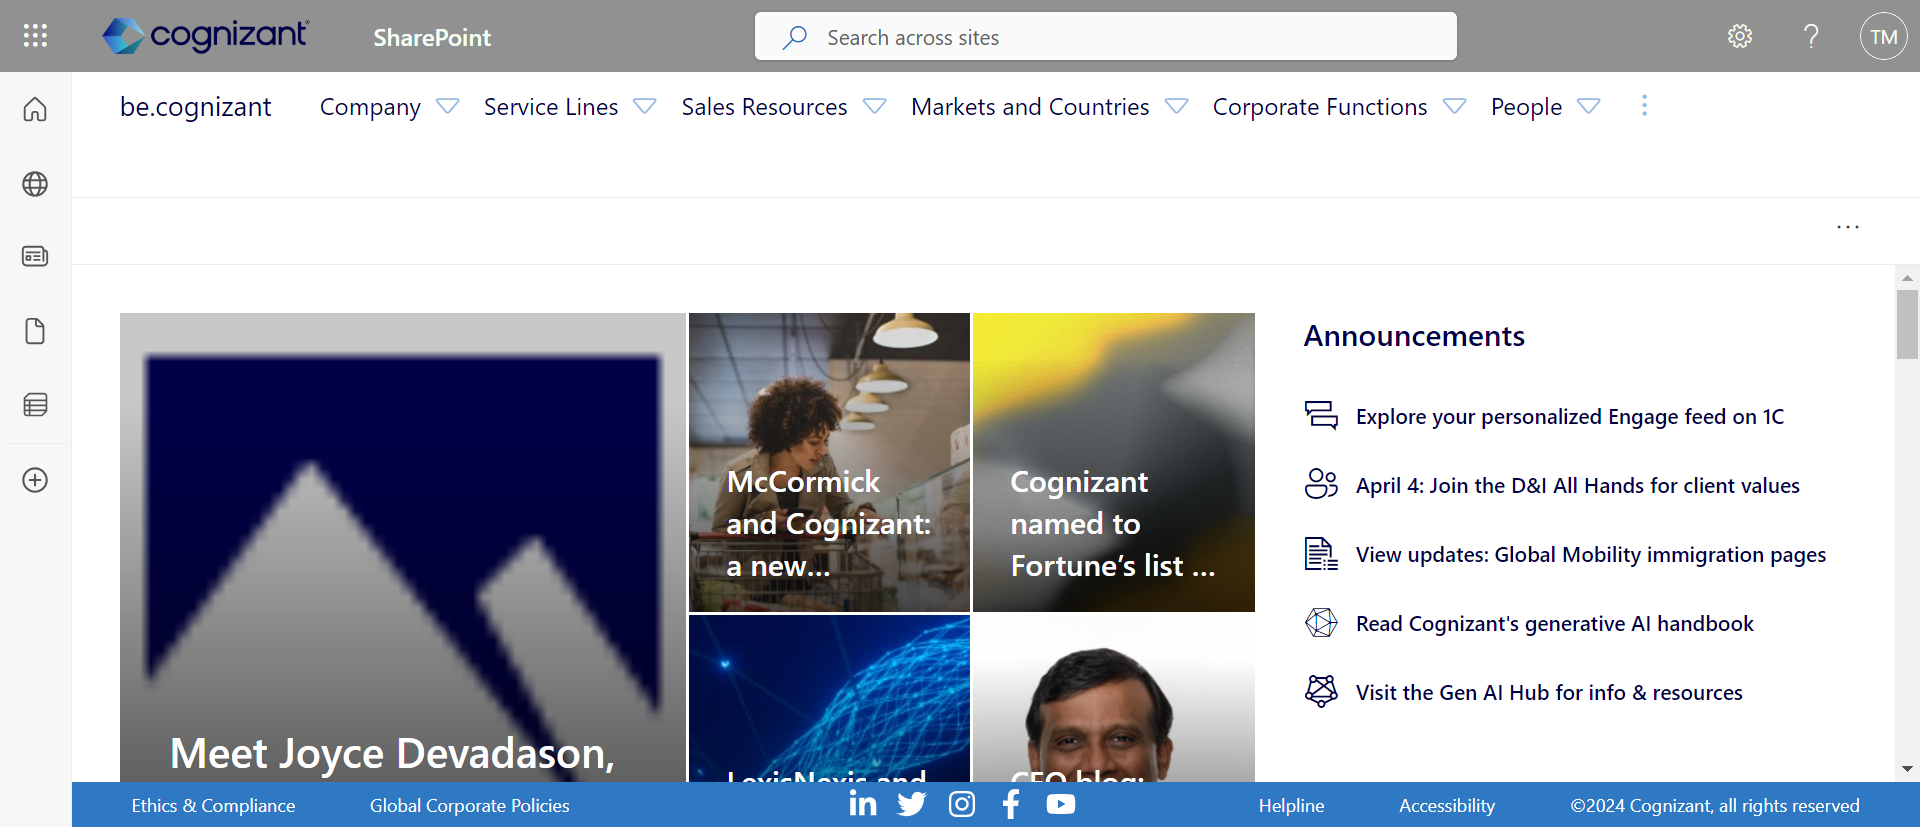 cognizant
SharePoint
Search across sites
TM
be.cognizant
Company
Service Lines
Sales Resources
Markets and Countries
Corporate Functions
People
Meet Joyce Devadason,
McCormick
and Cognizant:
a new...
Cognizant
named to
Fortune’s list ...
LexisNexis and
CFO blog:
Announcements
Explore your personalized Engage feed on 1C
April 4: Join the D&I All Hands for client values
View updates: Global Mobility immigration pages
Read Cognizant's generative AI handbook
Visit the Gen AI Hub for info & resources
Ethics & Compliance
Global Corporate Policies
Helpline
Accessibility
©2024 Cognizant, all rights reserved